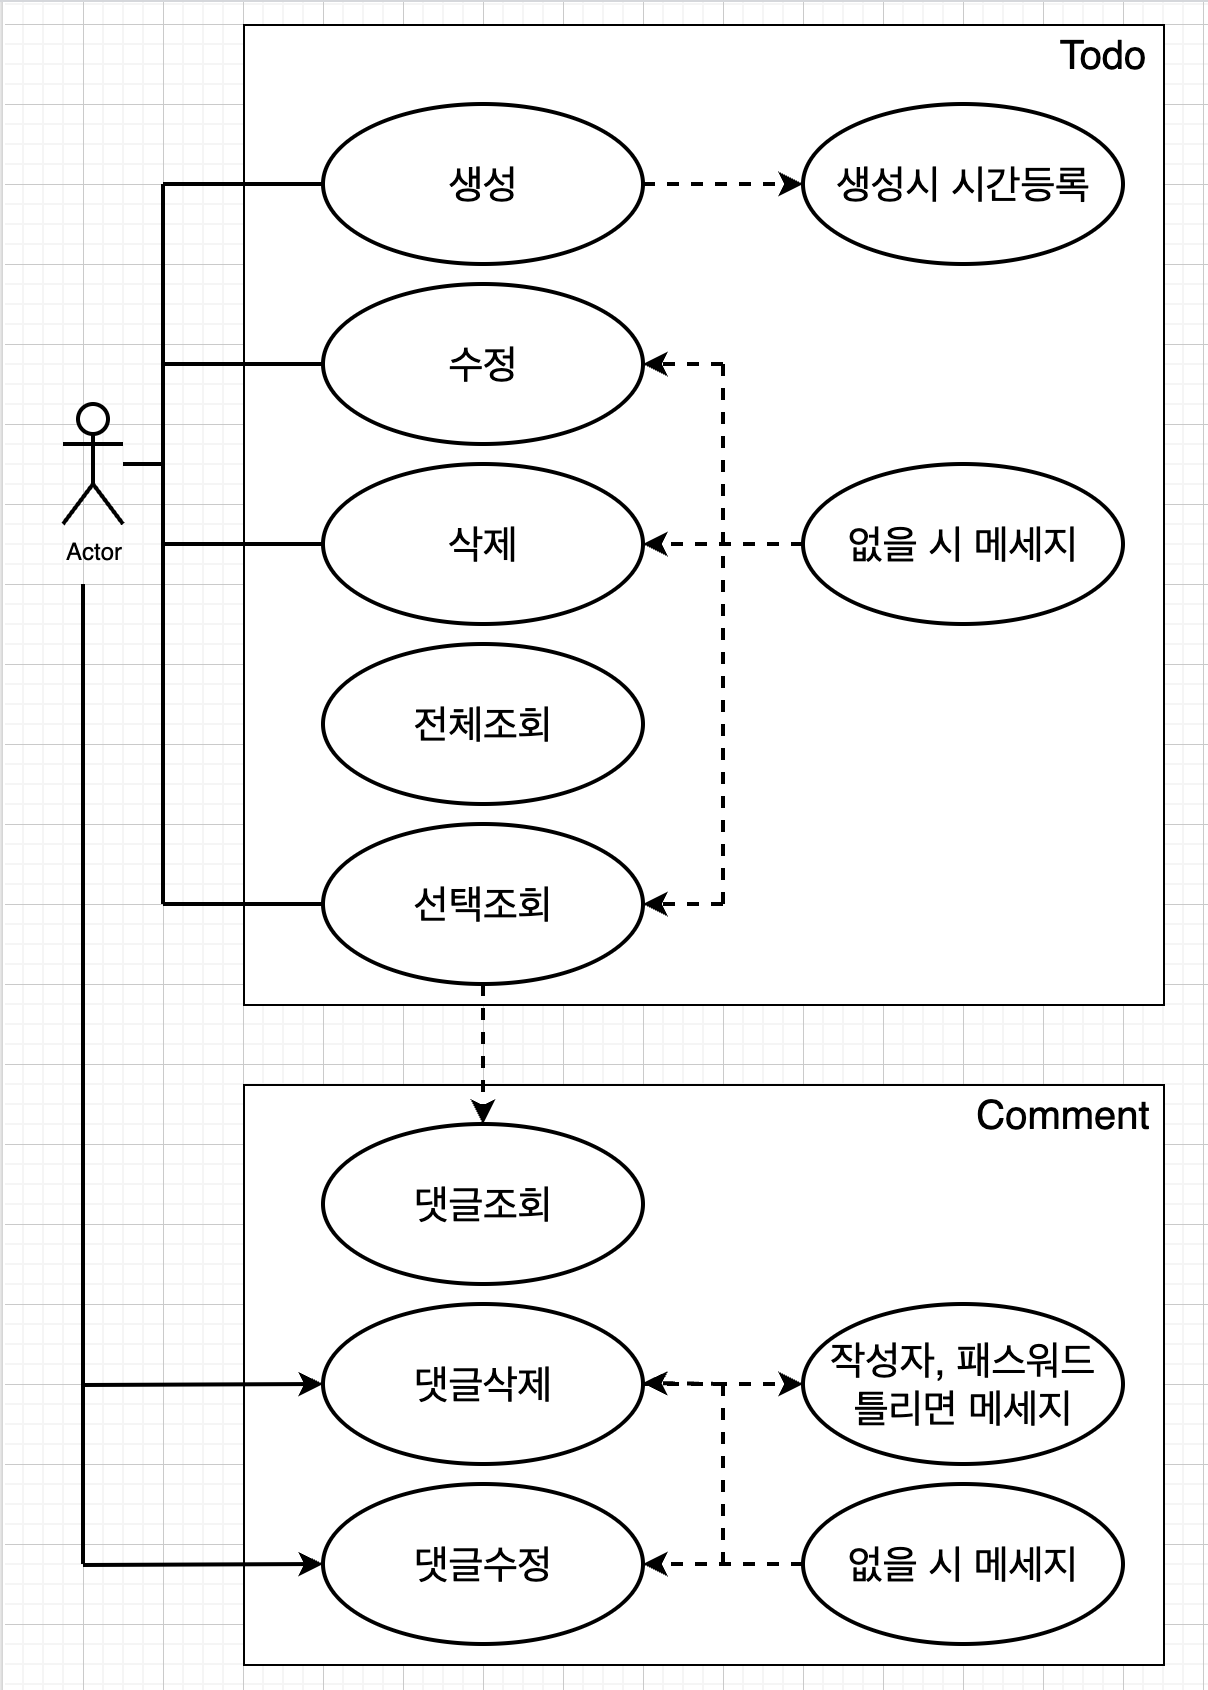 Todo
생성
생성시 시간등록
수정
Actor
삭제
없을 시 메세지
전체조회
선택조회
Comment
댓글조회
댓글삭제
작성자, 패스워드
틀리면 메세지
댓글수정
없을 시 메세지